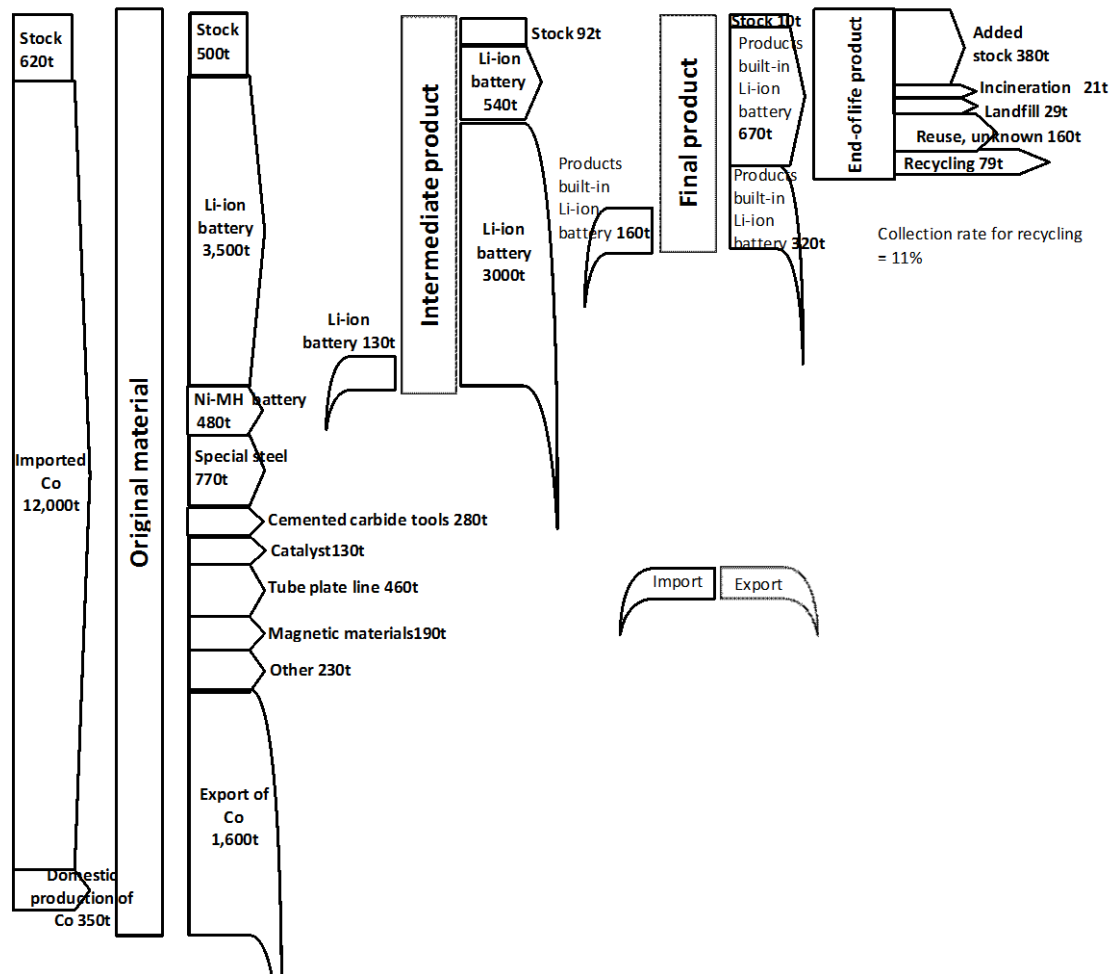 Stock
620t
Imported
Co
12,000t
Domestic
production of
Co 350t
Original material
Stock
500t
Li-ion
battery
3,500t
Ni-MH battery
480t
Special steel
770t
Cemented carbide tools 280t
Catalyst130t
Tube plate line 460t
Magnetic materials190t
Other 230t
Export of
Co
1,600t
Li-ion
battery 130t
Intermediate product
Stock 92t
Li-ion
battery
540t
Li-ion
battery
3000t
Products
built-in
Li-ion
battery 160t
Final product
Stock 10t
Products
built-in
Li-ion
battery
670t
Products
built-in
Li-ion
battery 320t
End-of life product
Added
stock 380t
Incineration 21t
Landfill 29t
Reuse, unknown 160t
Recycling 79t
Collection rate for recycling
= 11%
Import
Export